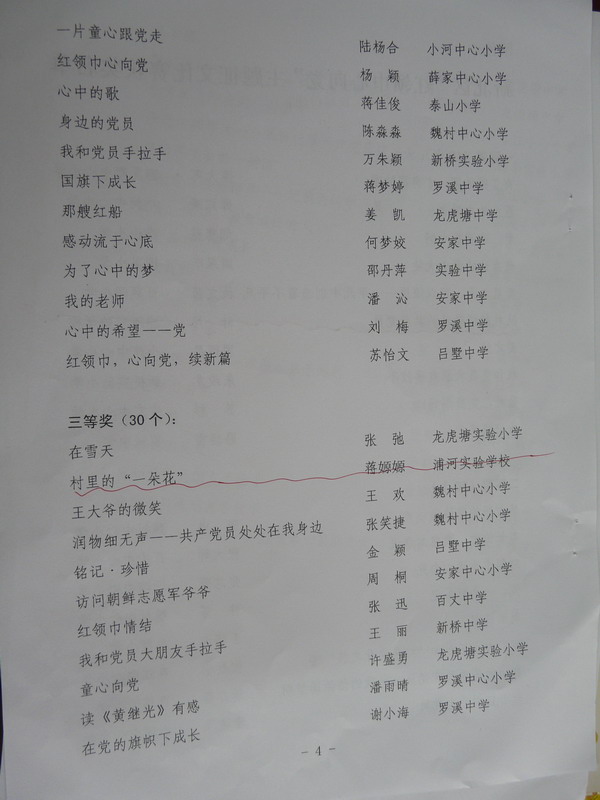 一片童心跟党走 陆杨合 小河中心小学
红领巾心向党 杨 颖 薛家中心小学
心中的歌 蒋佳俊 泰山小学
身边的党员 陈淼淼 魏村中心小学
我和党员手拉手 万朱颖 新桥实验小学
国旗下成长 蒋梦婷 罗溪中学
那艘红船 姜 凯 龙虎塘中学
感动流于心底 何梦姣 安家中学
为了心中的梦 邵丹萍 实验中学
我的老师 潘 沁 安家中学
心中的希望——党 刘 梅 罗溪中学
红领巾，心向党，续新篇 苏怡文 吕墅中学
三等奖（30个）：
在雪天 张 弛 龙虎塘实验小学
村里的“一朵花” 蒋嫄嫄 浦河实验学校
王大爷的微笑 王 欢 魏村中心小学
润物细无声——共产党员处处在我身边 张笑捷 魏村中心小学
铭记·珍惜 金 颖 吕墅中学
访问朝鲜志愿军爷爷 周 桐 安家中心小学
红领巾情结 张 迅 百丈中学
我和党员大朋友手拉手 王 丽 新桥中学
童心向党 许盛勇 龙虎塘实验小学
读《黄继光》有感 潘雨晴 罗溪中心小学
在党的旗帜下成长 谢小海 罗溪中学
- 4 -